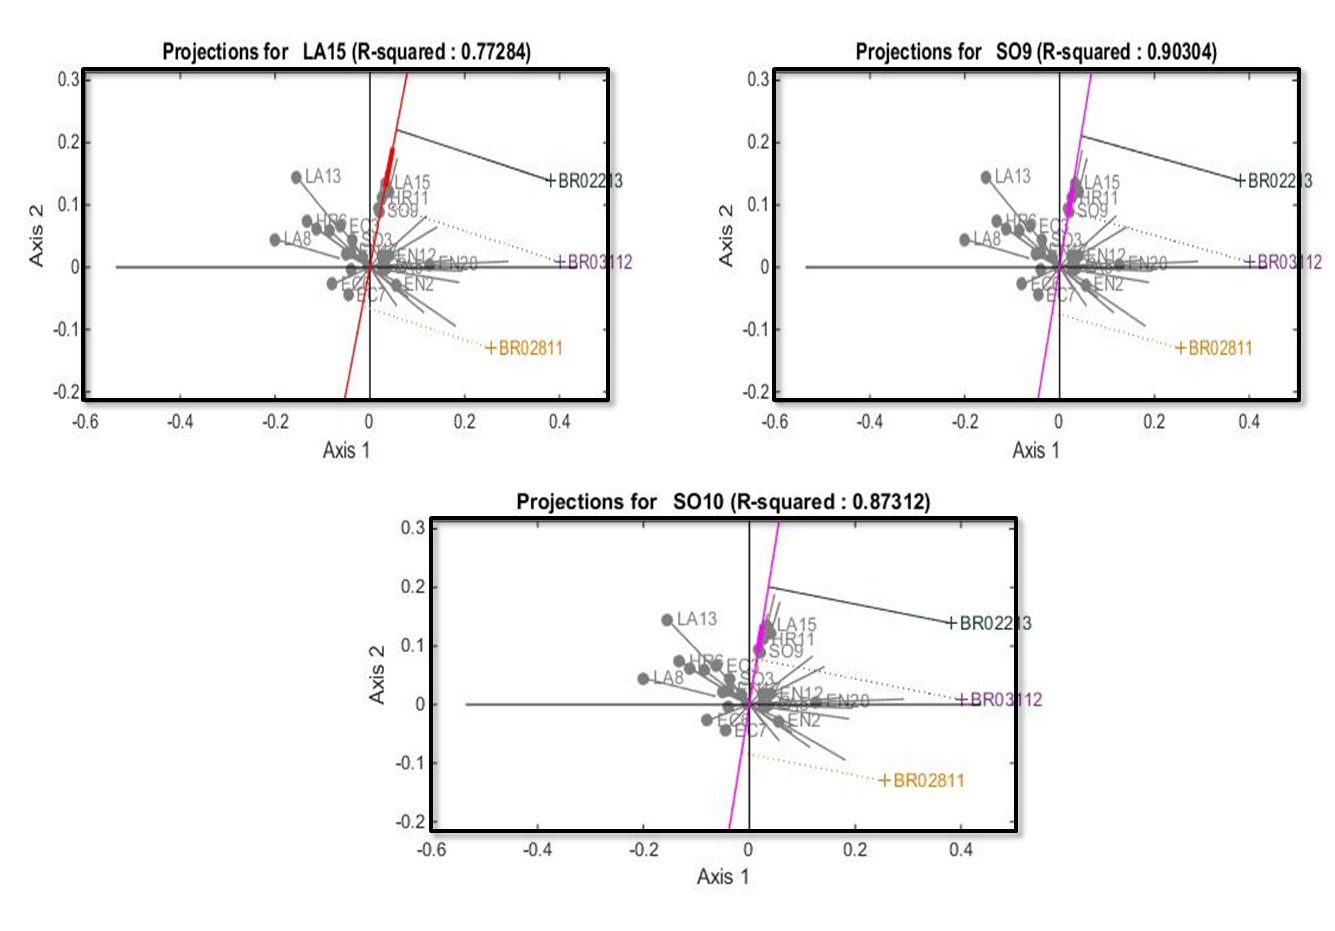 Projections for LA15 (R-squared : 0.77284)
0.3
0.2
0.1
0
-0.1
-0.2
Axis 2
LA13
LA15
HR11
SO9
HR6
EC3
LA8
SO3
EN12
EN20
EN2
EC7
BR02213
BR03112
BR02811
-0.6
-0.4
-0.2
0
0.2
0.4
Axis 1
Projections for SO9 (R-squared : 0.90304)
0.3
0.2
0.1
0
-0.1
-0.2
Axis 2
LA13
LA15
HR11
SO9
HR6
EC3
LA8
SO3
EN12
EN20
EN2
EC7
BR02213
BR03112
BR02811
-0.6
-0.4
-0.2
0
0.2
0.4
Axis 1
Projections for SO10 (R-squared : 0.87312)
0.3
0.2
0.1
0
-0.1
-0.2
Axis 2
LA13
LA15
HR11
SO9
HR6
LA8
SO3
EN12
EN20
EN2
EC7
BR02213
BR03112
BR02811
-0.6
-0.4
-0.2
0
0.2
0.4
Axis 1